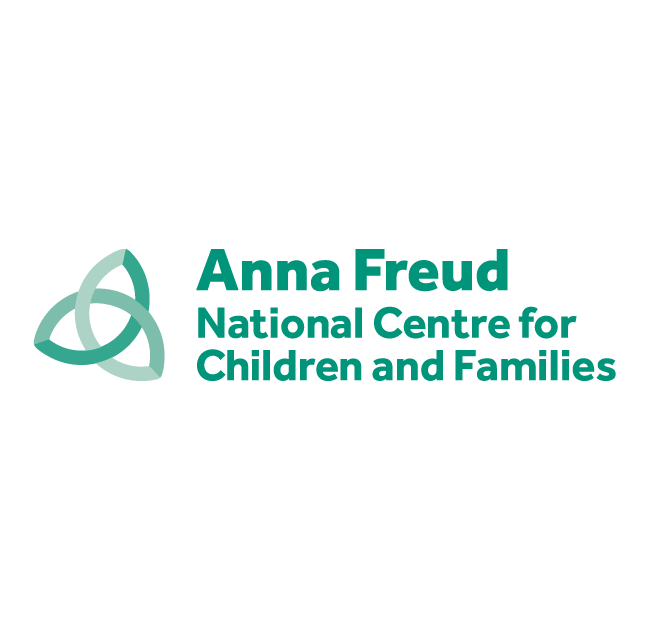 Anna Freud
National Centre for
Children and Families